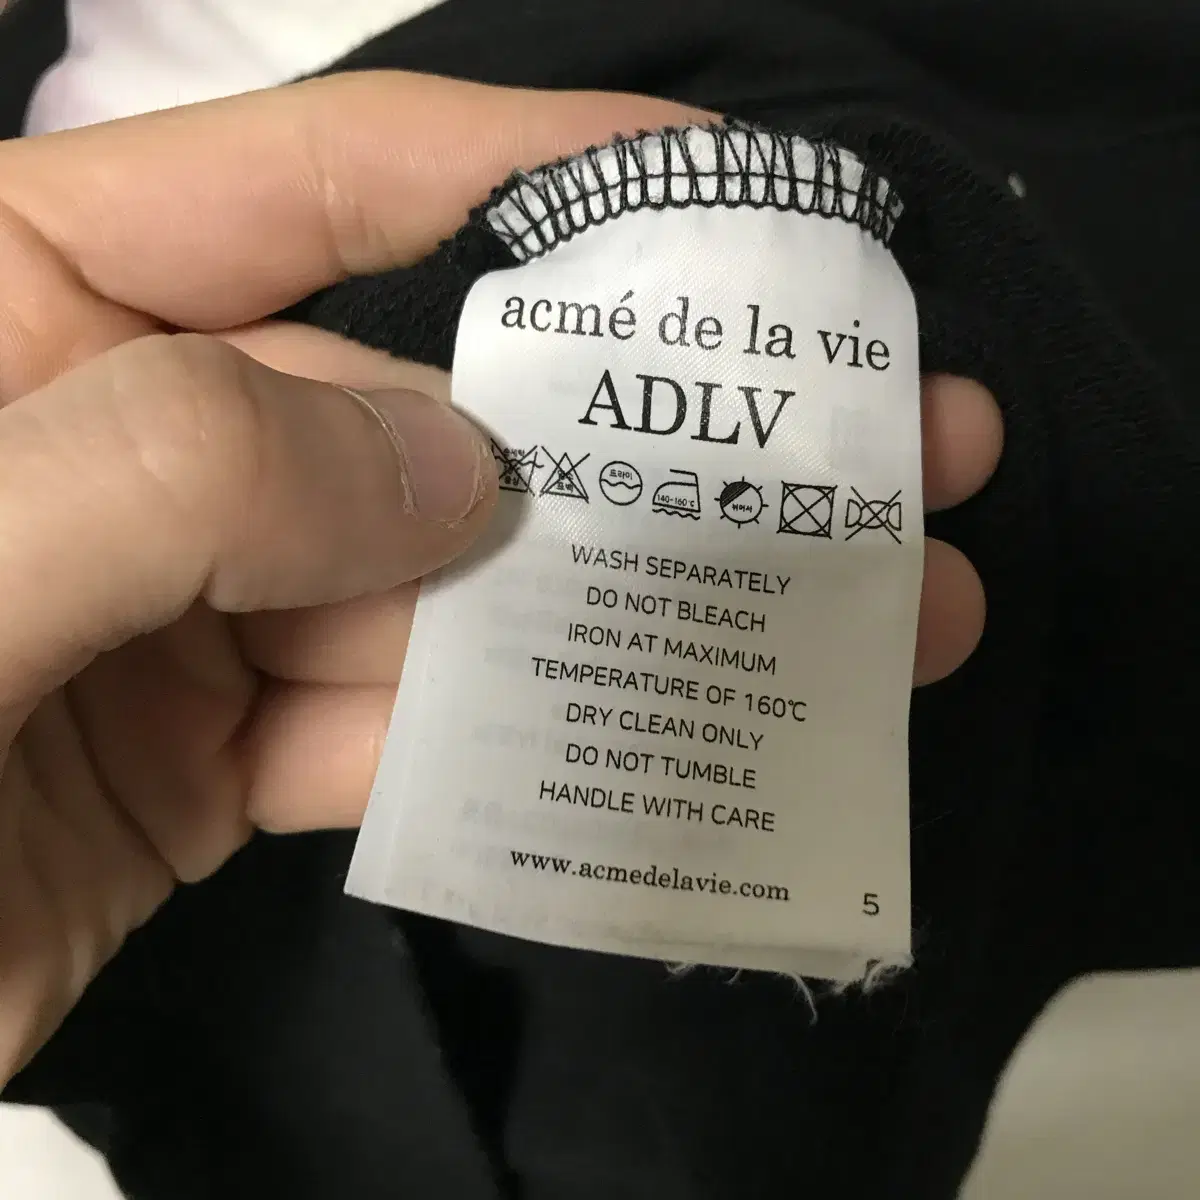 acmé de la vie
ADLV
드라이
140~160℃
뉘어서
WASH SEPARATELY
DO NOT BLEACH
IRON AT MAXIMUM
TEMPERATURE OF 160℃
DRY CLEAN ONLY
DO NOT TUMBLE
HANDLE WITH CARE
www.acmedelavie.com
5